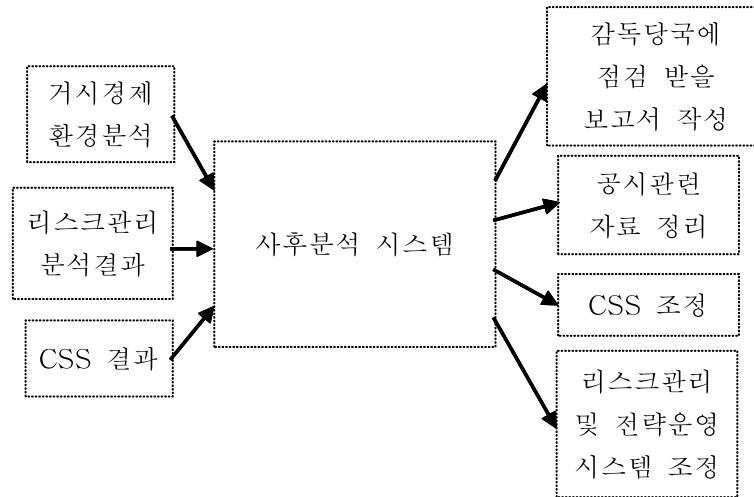 거시경제
환경분석
리스크관리
분석결과
CSS 결과
사후분석 시스템
감독당국에
점검 받을
보고서 작성
공시관련
자료 정리
CSS 조정
리스크관리
및 전략운영
시스템 조정